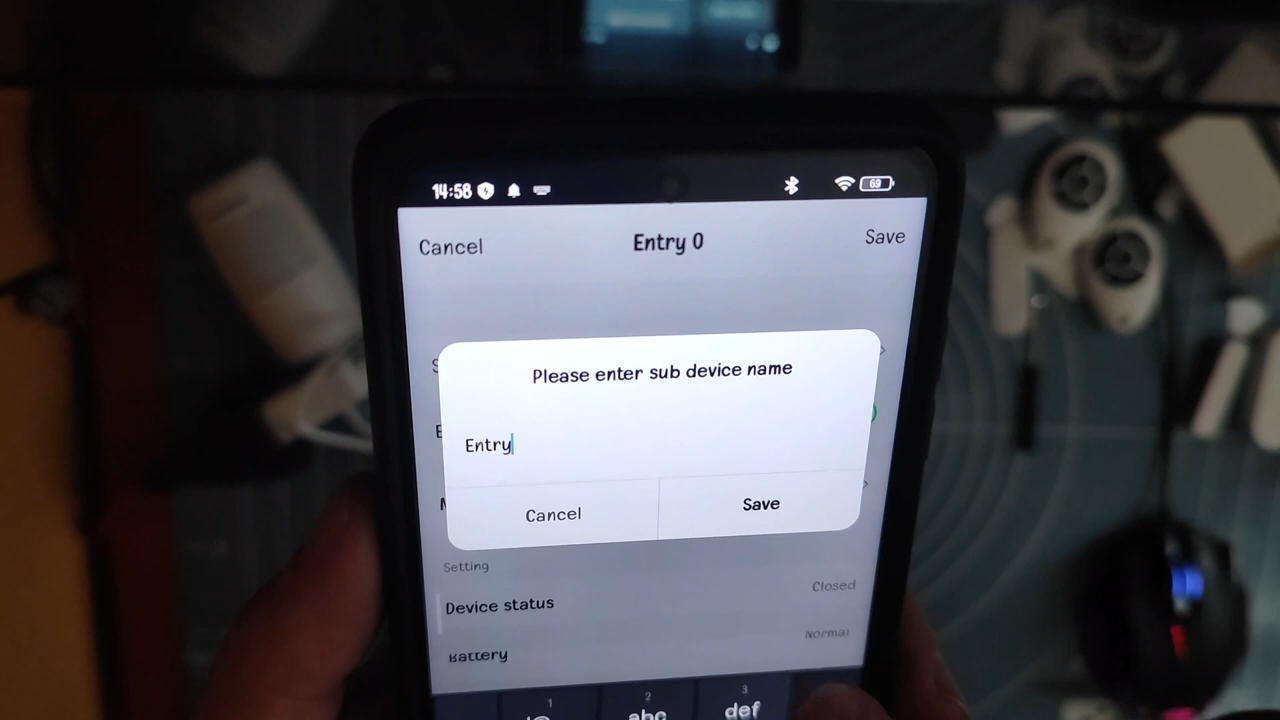 14:58 69
Cancel Entry 0 Save
Please enter sub device name
Entry
Cancel Save
Setting
Device status Closed
Battery Normal
1 2 3
abc def